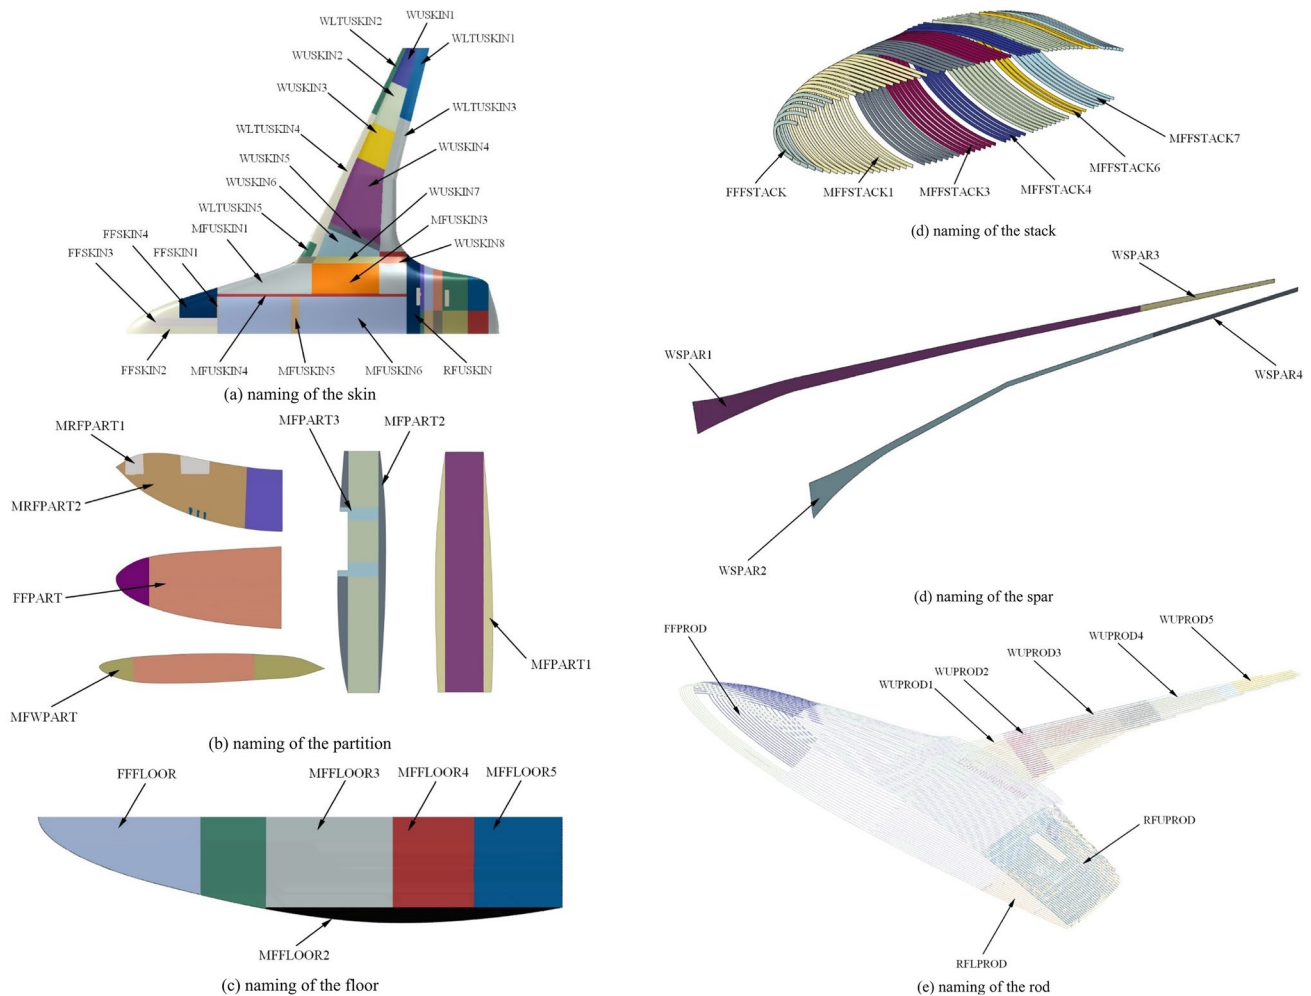 WUSKIN1
WLTUSKIN2
WLTUSKIN1
WUSKIN2
WUSKIN3
WLTUSKIN3
WLTUSKIN4
WUSKIN4
WUSKIN5
WUSKIN6
WUSKIN7
WLTUSKIN5
MFUSKIN3
MFUSKIN1
FFSKIN4
WUSKIN8
FFSKIN3
FFSKIN1
FFSKIN2
MFUSKIN4
MFUSKIN5
MFUSKIN6
RFUSKIN
(a) naming of the skin
MRFPART1
MRFPART2
FFPART
MFWPART
MFPART3
MFPART2
MFPART1
(b) naming of the partition
FFFLOOR
MFFLOOR3
MFFLOOR4
MFFLOOR5
MFFLOOR2
(c) naming of the floor
MFFSTACK7
MFFSTACK6
FFFSTACK
MFFSTACK1
MFFSTACK3
MFFSTACK4
(d) naming of the stack
WSPAR3
WSPAR1
WSPAR4
WSPAR2
(d) naming of the spar
FFPROD
WUPROD5
WUPROD4
WUPROD3
WUPROD2
WUPROD1
RFUPROD
RFLPROD
(e) naming of the rod